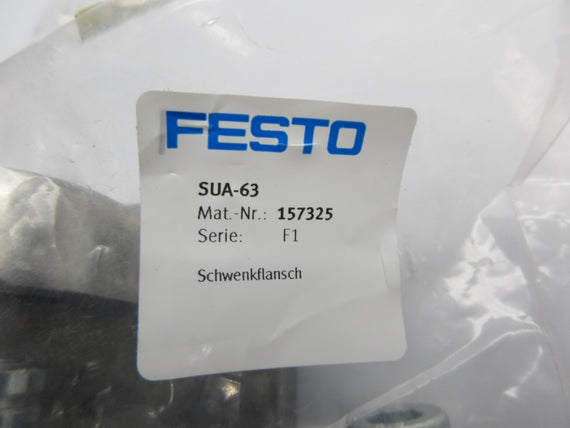 FESTO
SUA-63
Mat.-Nr.: 157325
Serie: F1
Schwenkflansch